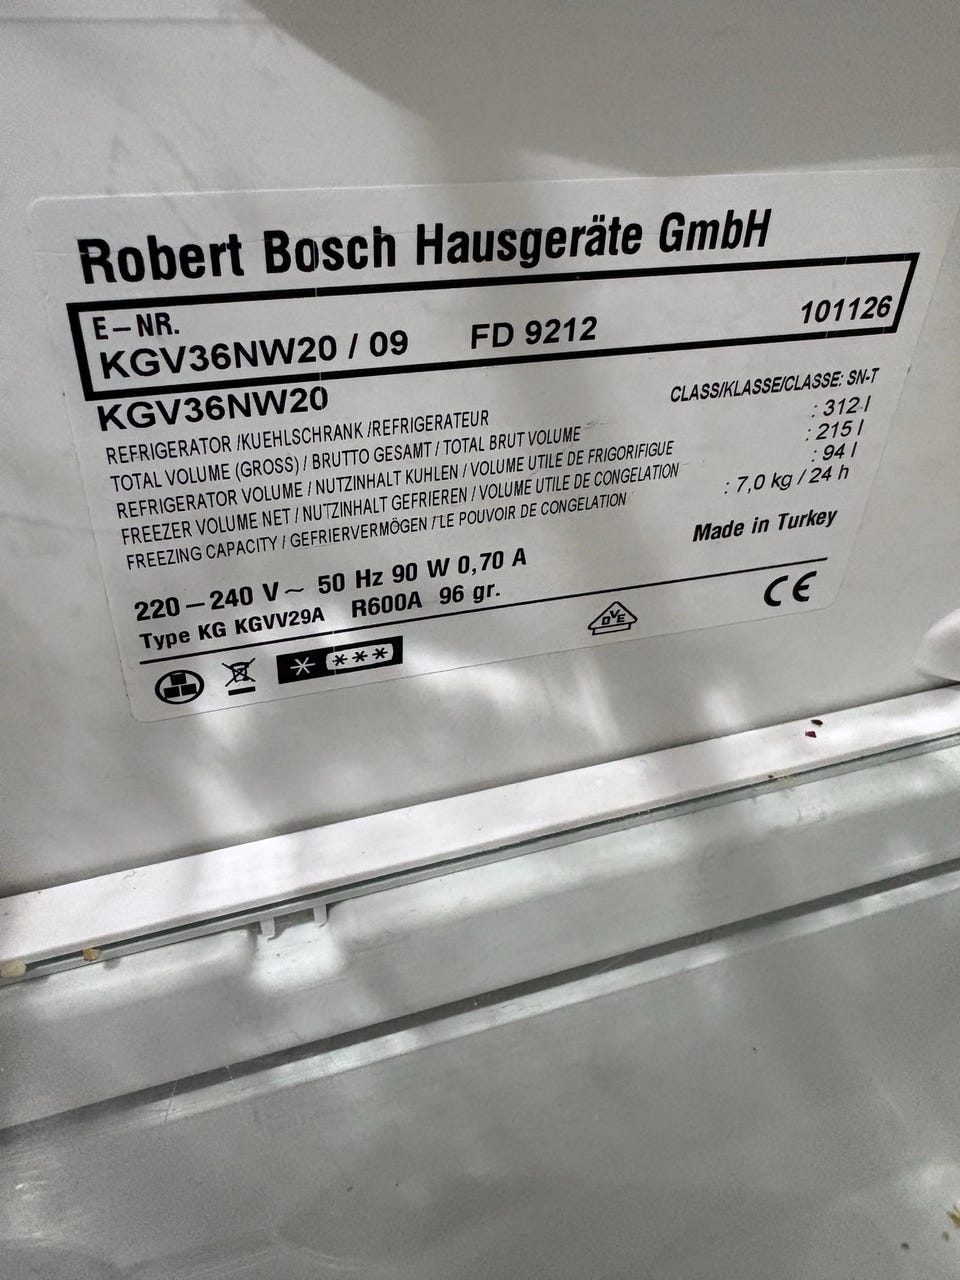 Robert Bosch Hausgeräte GmbH
E-NR.
KGV36NW20 / 09 FD 9212 101126
KGV36NW20
CLASS/KLASSE/CLASSE: SN-T
REFRIGERATOR /KUEHLSCHRANK /REFRIGERATEUR
TOTAL VOLUME (GROSS) / BRUTTO GESAMT / TOTAL BRUT VOLUME : 312 l
REFRIGERATOR VOLUME / NUTZINHALT KUHLEN / VOLUME UTILE DE FRIGORIFIGUE : 215 l
FREEZER VOLUME NET / NUTZINHALT GEFRIEREN / VOLUME UTILE DE CONGELATION : 94 l
FREEZING CAPACITY / GEFRIERVERMÖGEN / LE POUVOIR DE CONGELATION : 7,0 kg / 24 h
Made in Turkey
220-240 V~ 50 Hz 90 W 0,70 A
Type KG KGVV29A R600A 96 gr.
DVE
CE